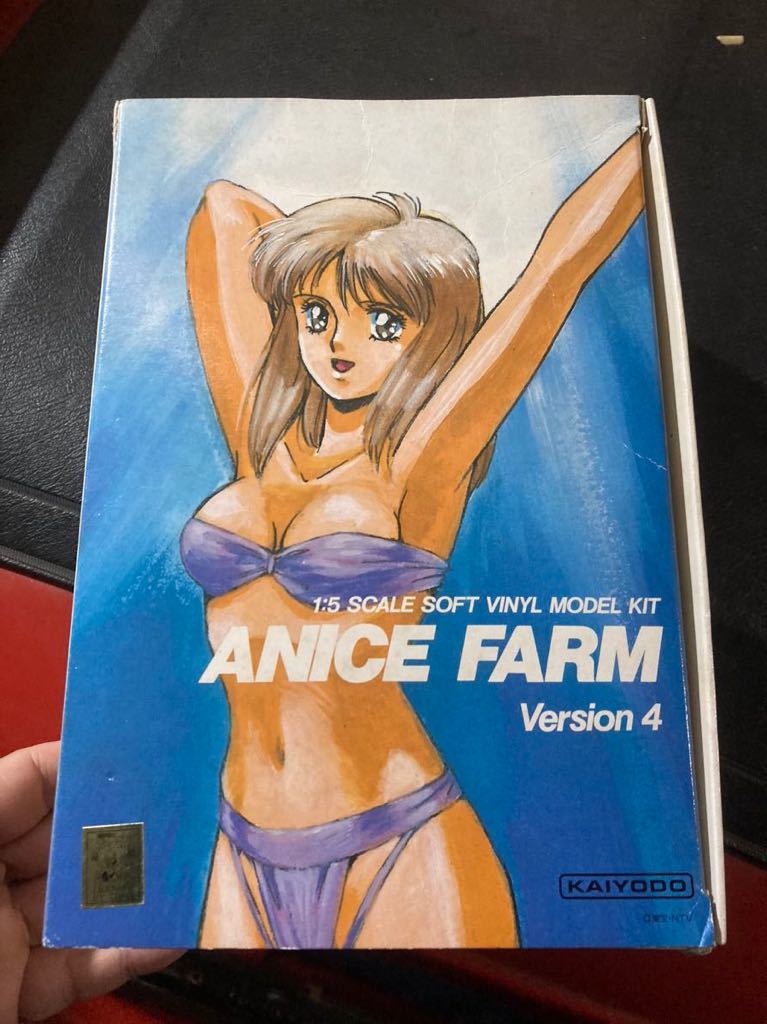 1:5 SCALE SOFT VINYL MODEL KIT
ANICE FARM
Version 4
KAIYODO